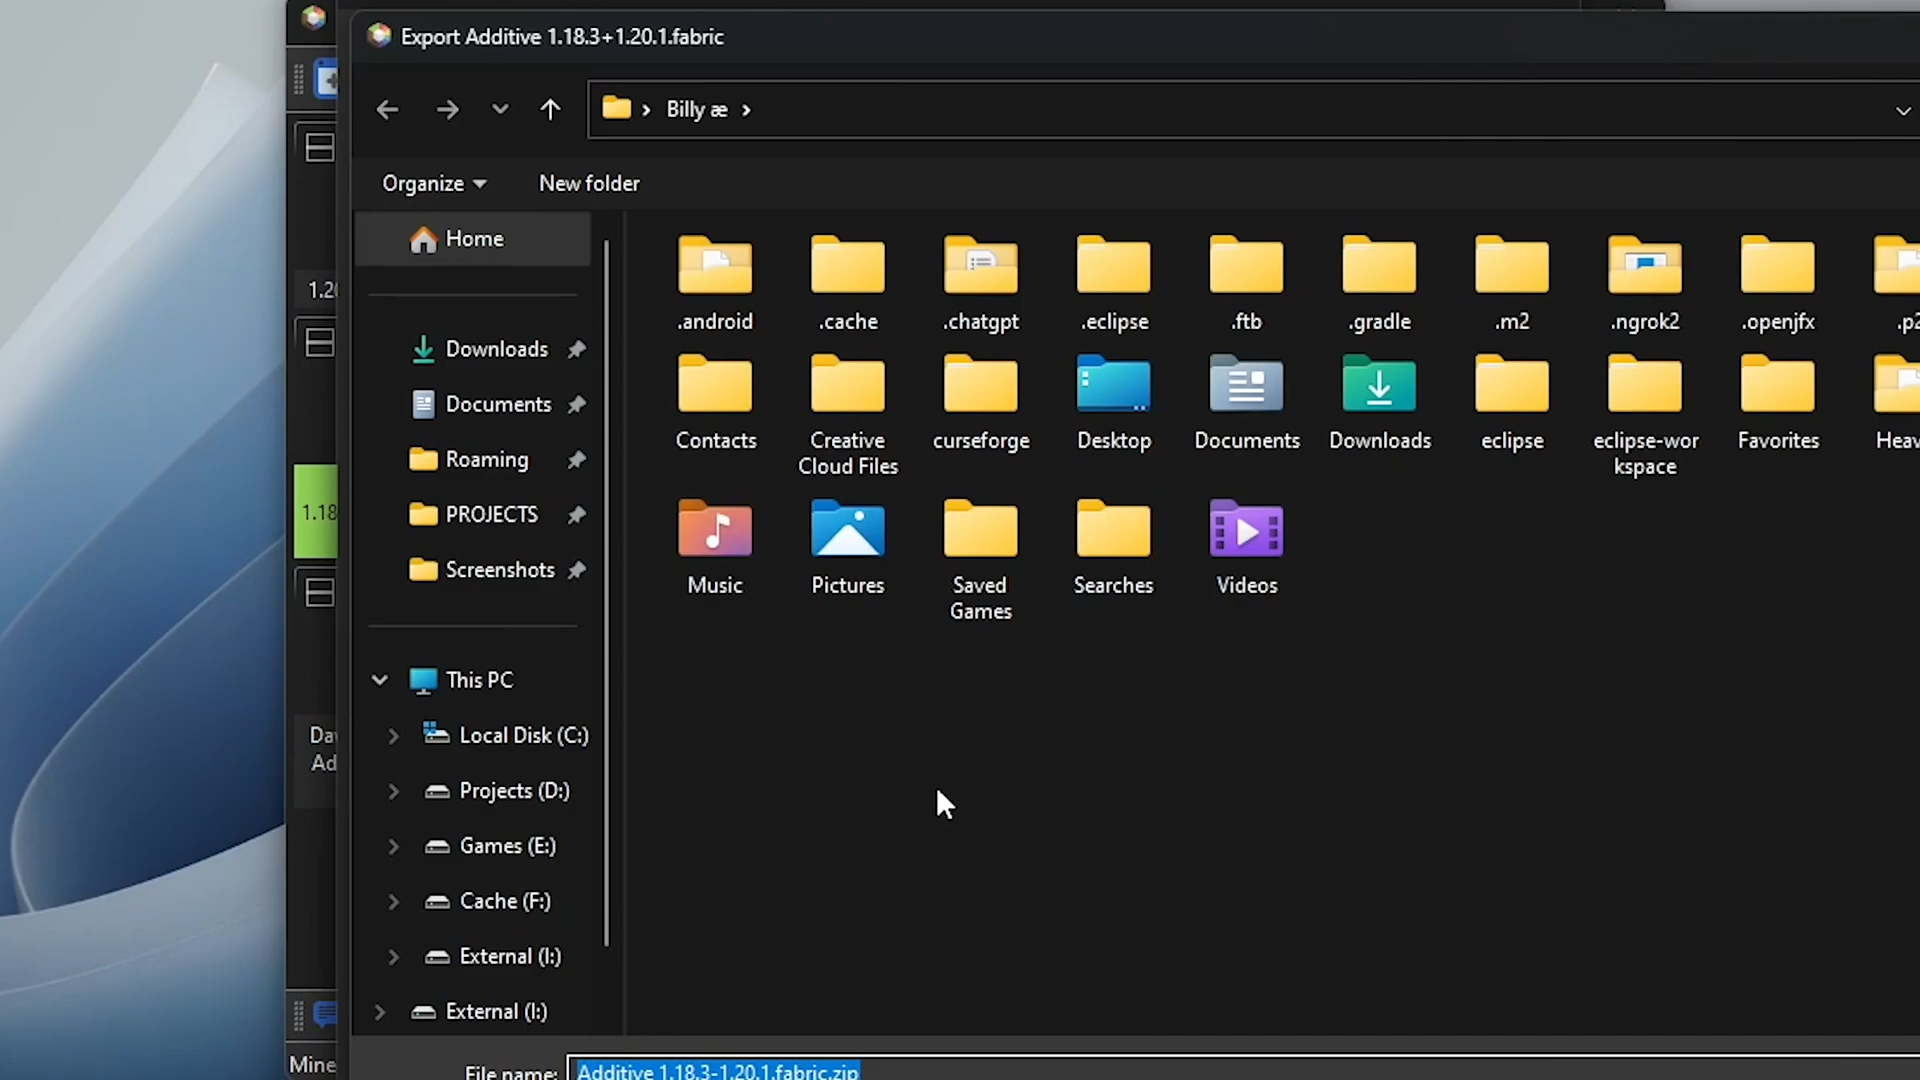 Export Additive 1.18.3+1.20.1.fabric
Billy æ
Organize
New folder
Home
Downloads
Documents
Roaming
PROJECTS
Screenshots
This PC
Local Disk (C:)
Projects (D:)
Games (E:)
Cache (F:)
External (I:)
External (I:)
.android
.cache
.chatgpt
.eclipse
.ftb
.gradle
.m2
.ngrok2
.openjfx
.p2
Contacts
Creative
Cloud Files
curseforge
Desktop
Documents
Downloads
eclipse
eclipse-wor
kspace
Favorites
Heav
Music
Pictures
Saved
Games
Searches
Videos
1.20
1.18
Da
Ad
Mine
File name:
Additive 1.18.3-1.20.1.fabric.zip